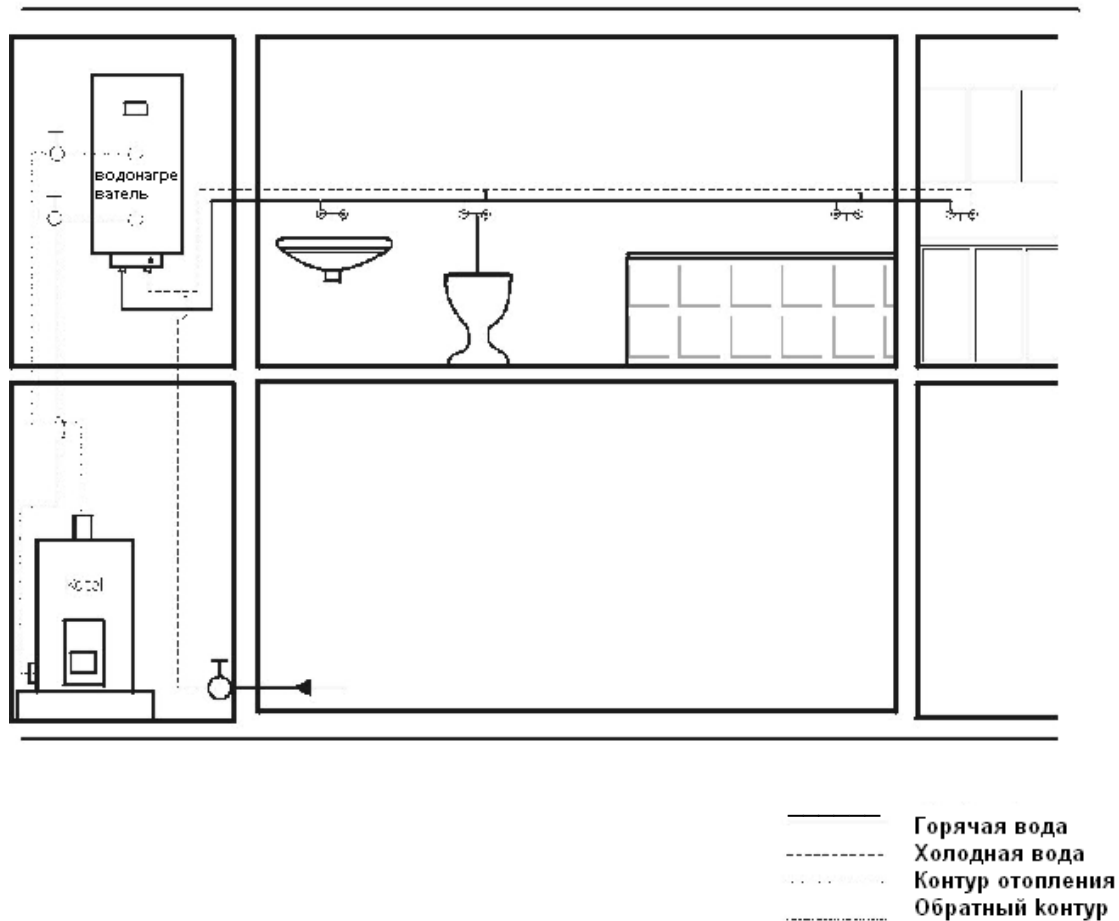 водонагре
ватель
kotel
Горячая вода
Холодная вода
Контур отопления
Обратный контур